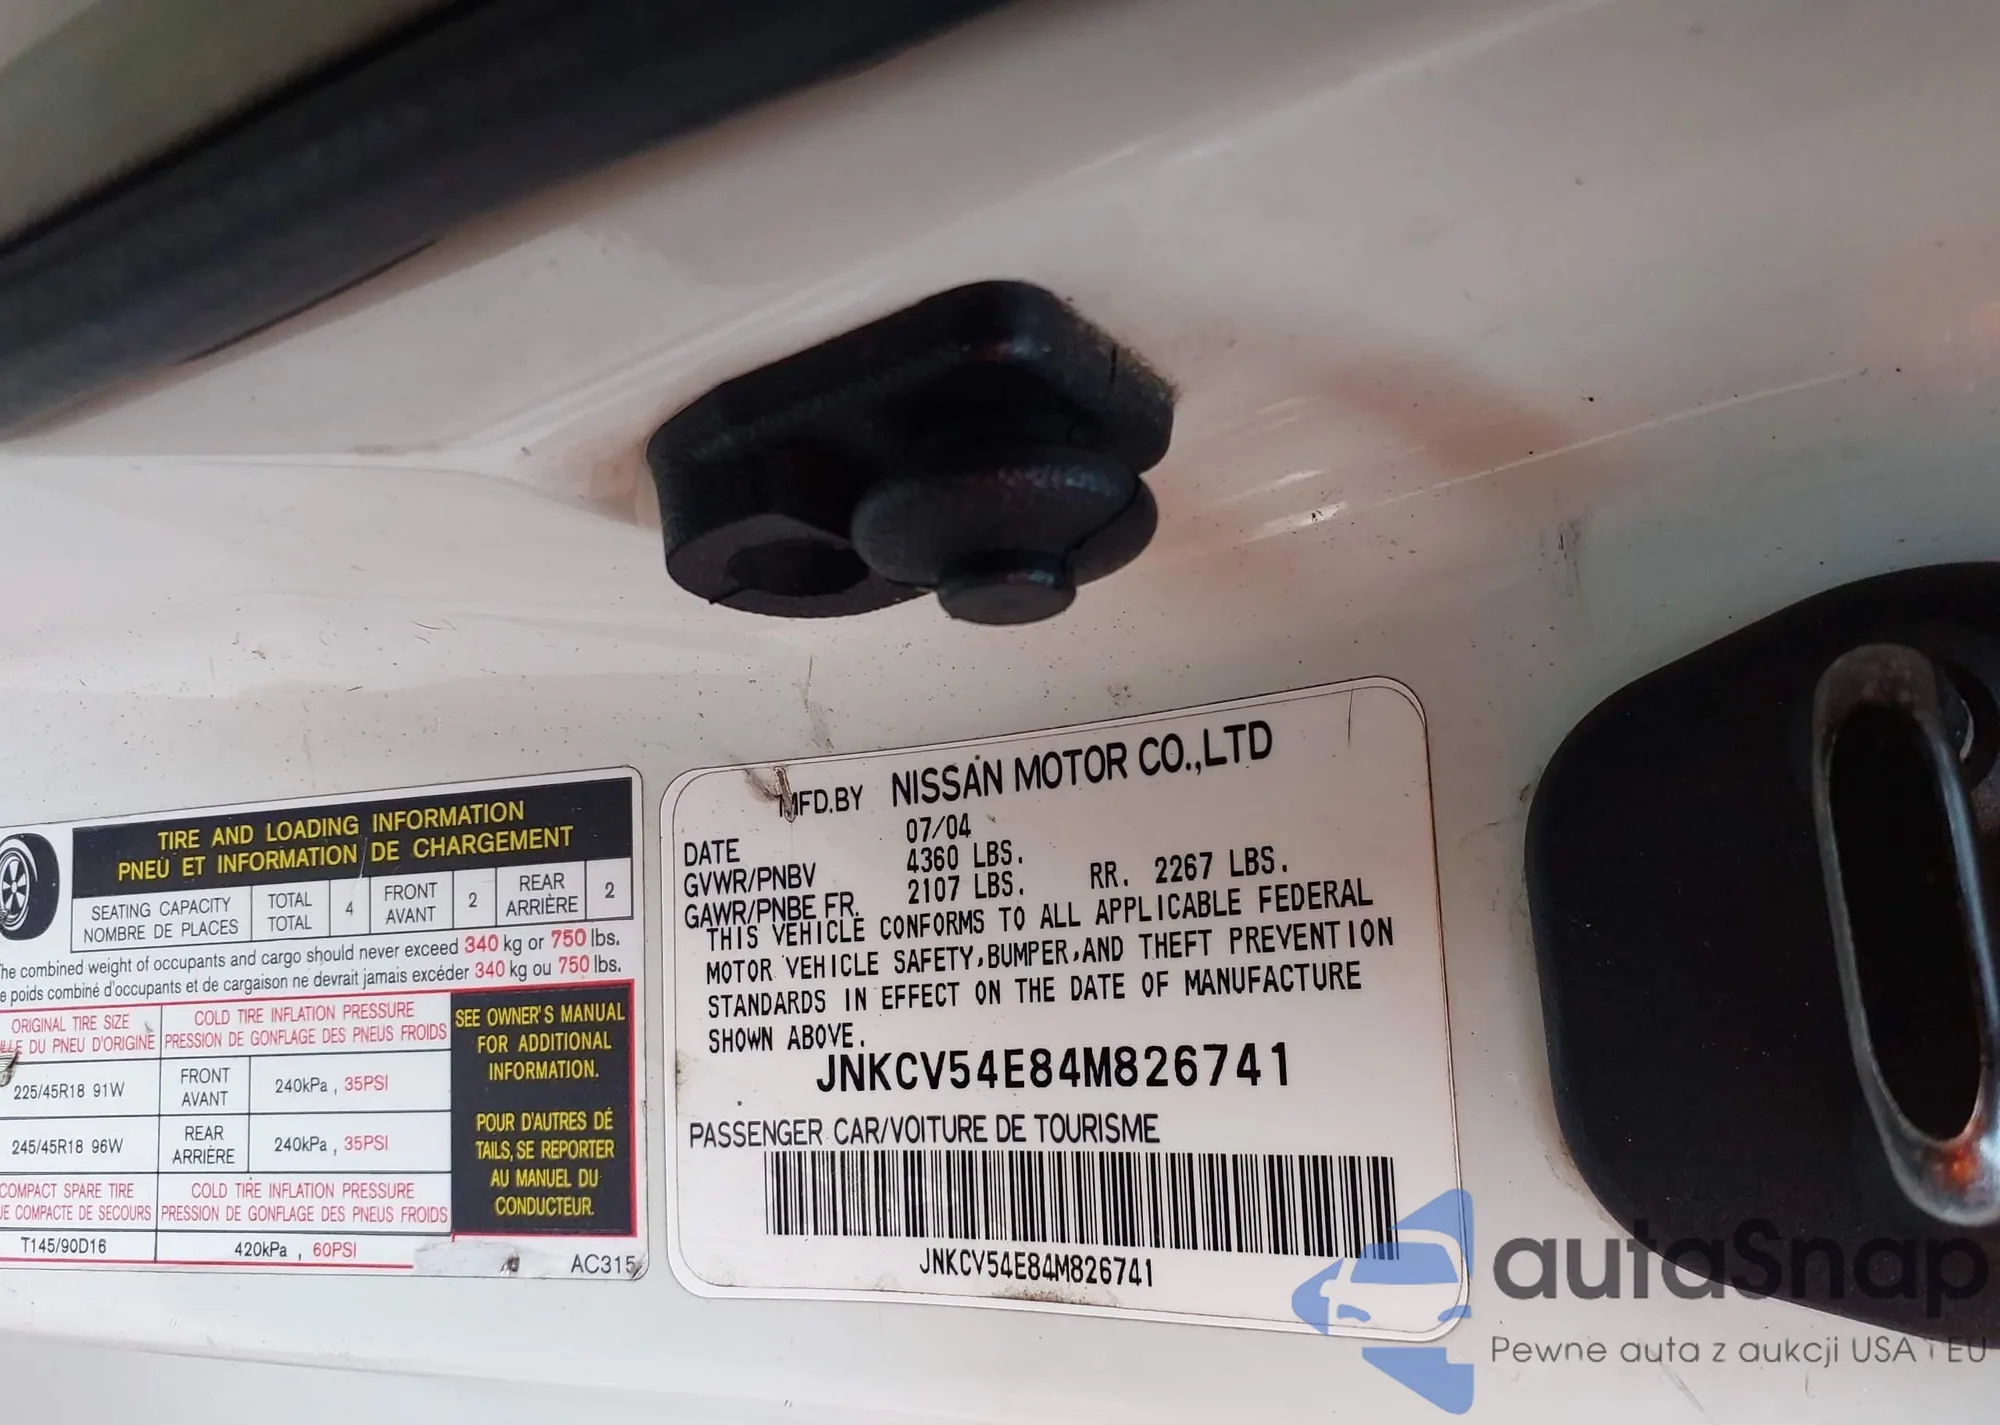 TIRE AND LOADING INFORMATION
PNEU ET INFORMATION DE CHARGEMENT
SEATING CAPACITY
NOMBRE DE PLACES
TOTAL
TOTAL
4
FRONT
AVANT
2
REAR
ARRIÈRE
2
The combined weight of occupants and cargo should never exceed 340 kg or 750 lbs.
poids combiné d'occupants et de cargaison ne devrait jamais excéder 340 kg ou 750 lbs.
ORIGINAL TIRE SIZE
DU PNEU D'ORIGINE
COLD TIRE INFLATION PRESSURE
PRESSION DE GONFLAGE DES PNEUS FROIDS
225/45R18 91W
FRONT
AVANT
240kPa , 35PSI
245/45R18 96W
REAR
ARRIÈRE
240kPa , 35PSI
COMPACT SPARE TIRE
COMPACTE DE SECOURS
COLD TIRE INFLATION PRESSURE
PRESSION DE GONFLAGE DES PNEUS FROIDS
T145/90D16
420kPa , 60PSI
SEE OWNER'S MANUAL
FOR ADDITIONAL
INFORMATION.
POUR D'AUTRES DÉ
TAILS, SE REPORTER
AU MANUEL DU
CONDUCTEUR.
AC315
MFD.BY NISSAN MOTOR CO.,LTD
DATE 07/04
GVWR/PNBV 4360 LBS.
GAWR/PNBE FR. 2107 LBS. RR. 2267 LBS.
THIS VEHICLE CONFORMS TO ALL APPLICABLE FEDERAL
MOTOR VEHICLE SAFETY,BUMPER,AND THEFT PREVENTION
STANDARDS IN EFFECT ON THE DATE OF MANUFACTURE
SHOWN ABOVE.
JNKCV54E84M826741
PASSENGER CAR/VOITURE DE TOURISME
JNKCV54E84M826741
autaSnap
Pewne auta z aukcji USA i EU